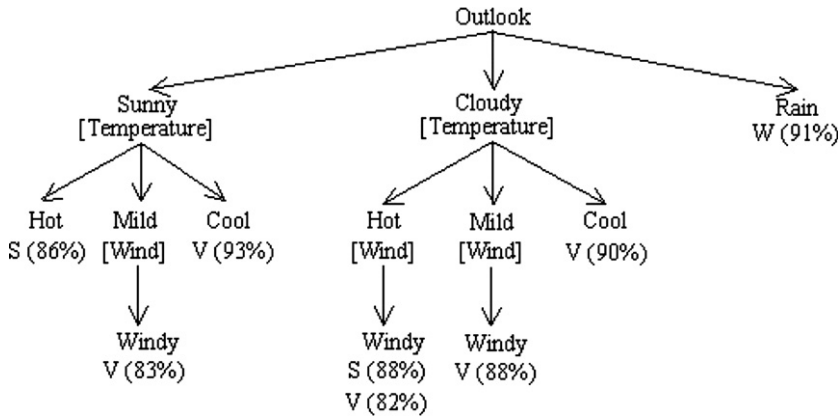 Outlook
Sunny Cloudy Rain
[Temperature] [Temperature] W (91%)
Hot Mild Cool Hot Mild Cool
S (86%) [Wind] V (93%) [Wind] [Wind] V (90%)
Windy Windy Windy
V (83%) S (88%) V (88%)
V (82%)